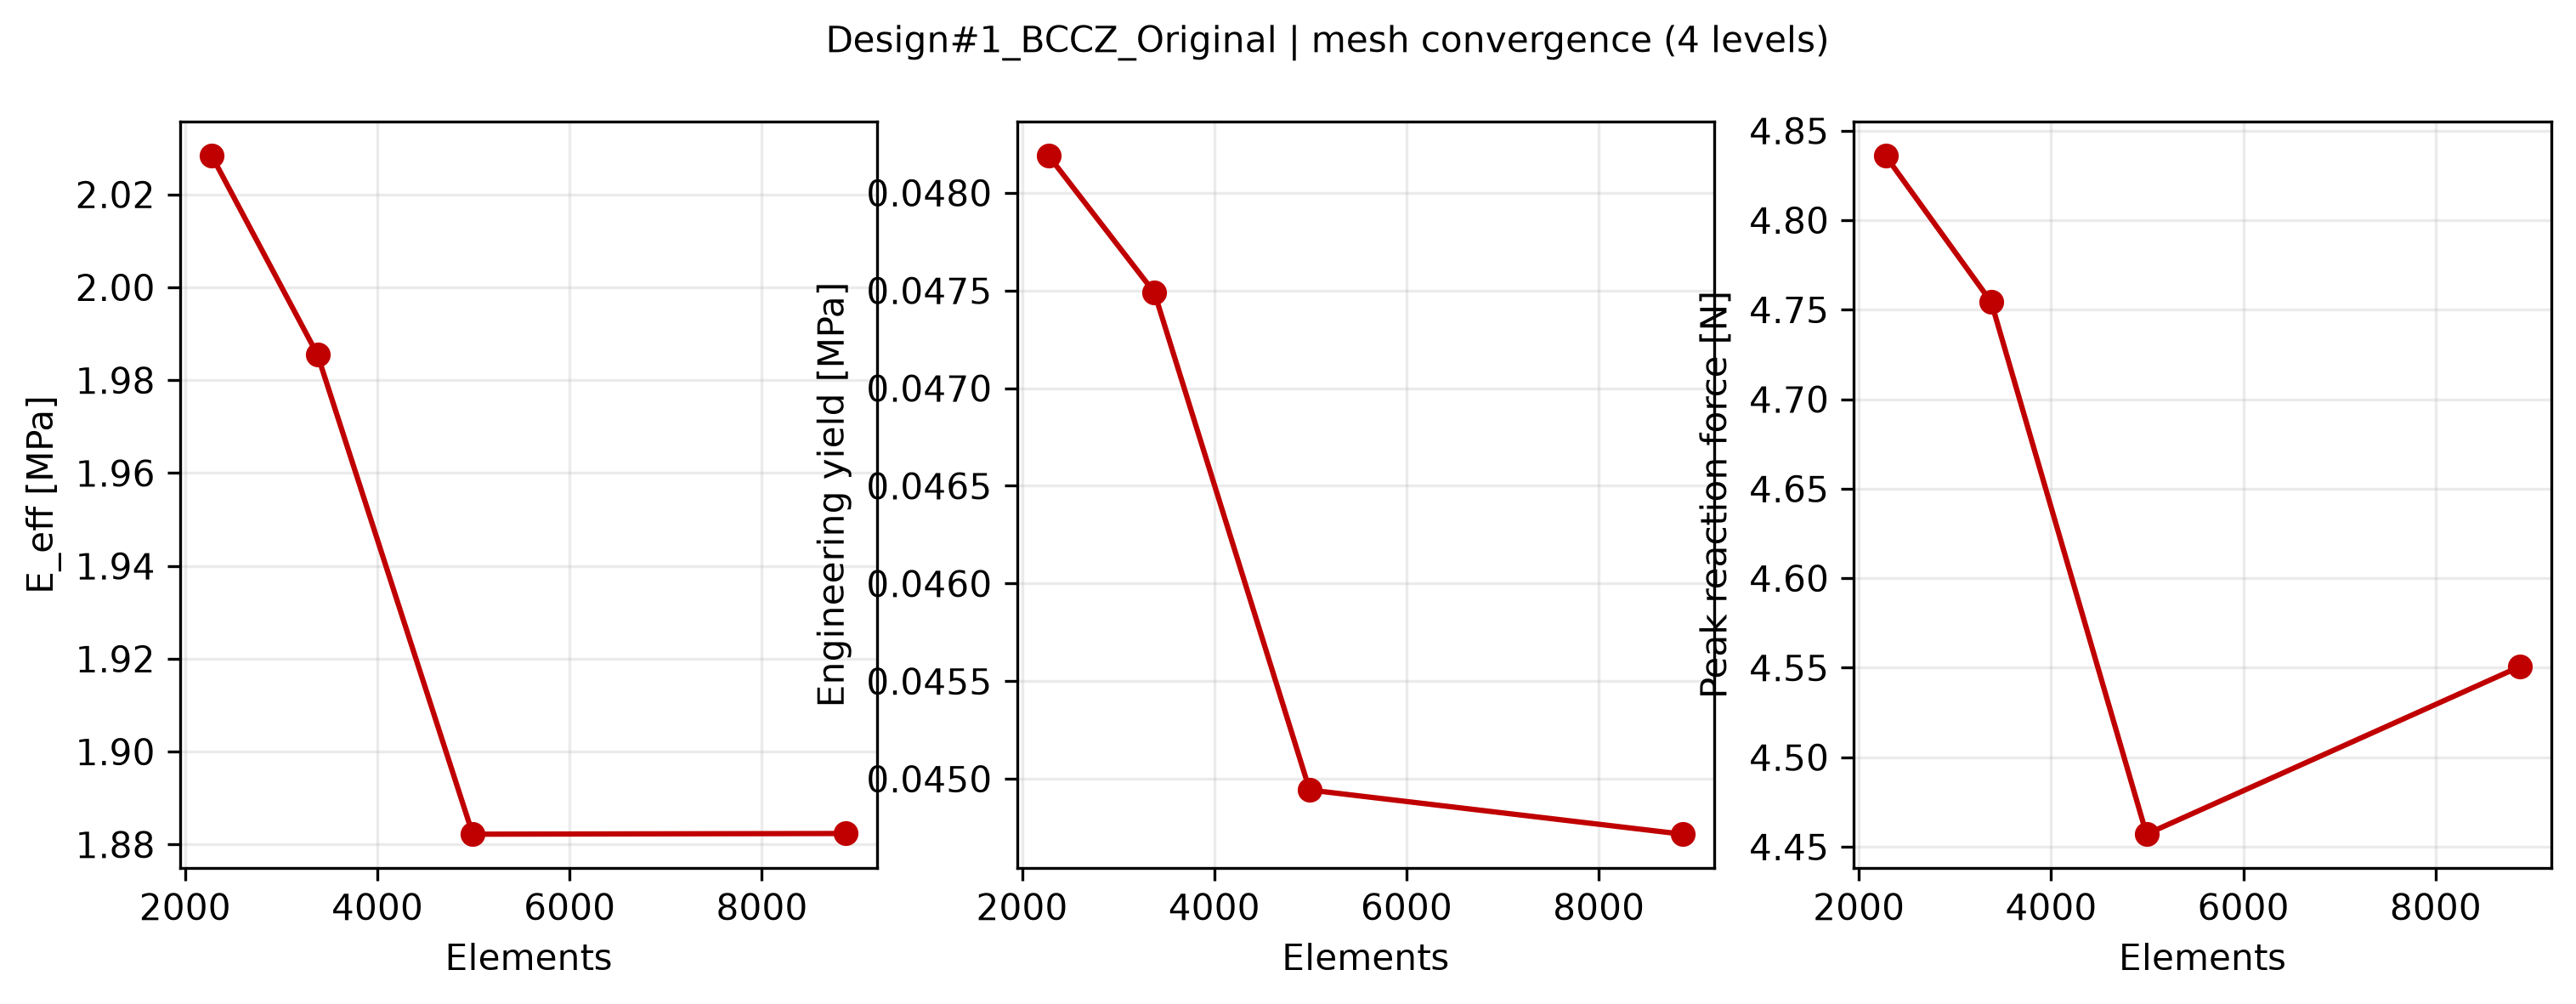 Design#1_BCCZ_Original | mesh convergence (4 levels)
E_eff [MPa]
2.02
2.00
1.98
1.96
1.94
1.92
1.90
1.88
2000 4000 6000 8000
Elements
Engineering yield [MPa]
0.0480
0.0475
0.0470
0.0465
0.0460
0.0455
0.0450
2000 4000 6000 8000
Elements
Peak reaction force [N]
4.85
4.80
4.75
4.70
4.65
4.60
4.55
4.50
4.45
2000 4000 6000 8000
Elements